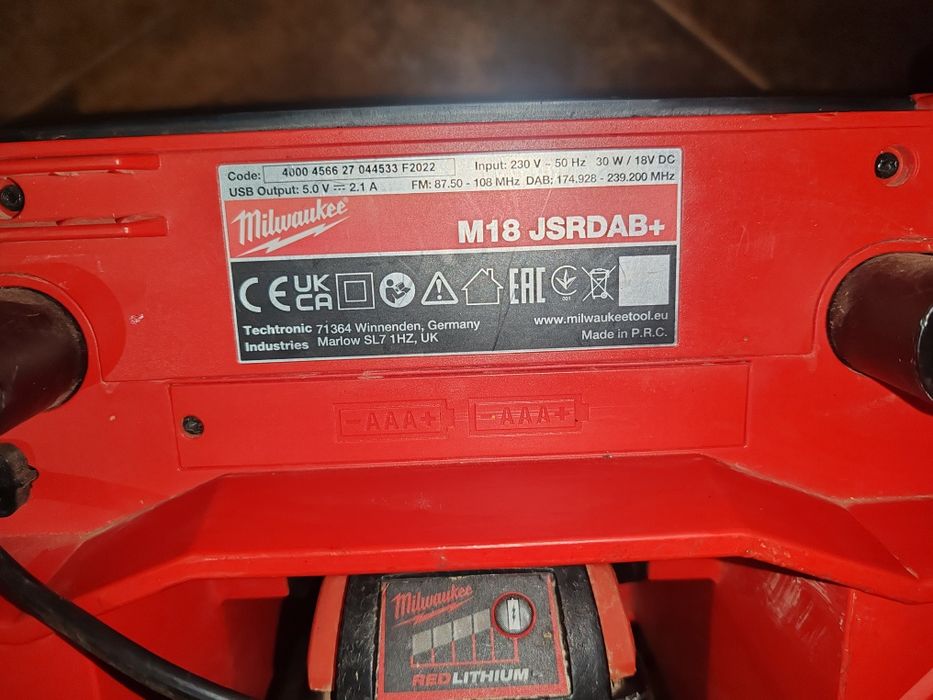 Code: 4000 4566 27 044533 F2022 Input: 230 V ~ 50 Hz 30 W / 18V DC
USB Output: 5.0 V ⎓ 2.1 A FM: 87.50 - 108 MHz DAB: 174.928 - 239.200 MHz
Milwaukee
M18 JSRDAB+
CE UK CA EAC
001
Techtronic Industries
71364 Winnenden, Germany
Marlow SL7 1HZ, UK
www.milwaukeetool.eu
Made in P.R.C.
-AAA+ -AAA+
Milwaukee
REDLITHIUM